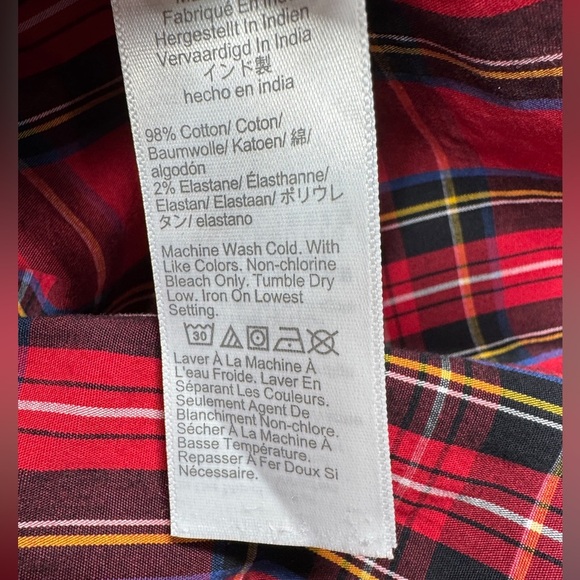 Fabriqué En Inde
Hergestellt In Indien
Vervaardigd In India
インド製
hecho en india
98% Cotton/ Coton/
Baumwolle/ Katoen/ 綿/
algodón
2% Elastane/ Élasthanne/
Elastan/ Elastaan/ ポリウレ
タン/ elastano
Machine Wash Cold. With
Like Colors. Non-chlorine
Bleach Only. Tumble Dry
Low. Iron On Lowest
Setting.
30
Laver À La Machine À
L'eau Froide. Laver En
Séparant Les Couleurs.
Seulement Agent De
Blanchiment Non-chlore.
Sécher À La Machine À
Basse Température.
Repasser À Fer Doux Si
Nécessaire.